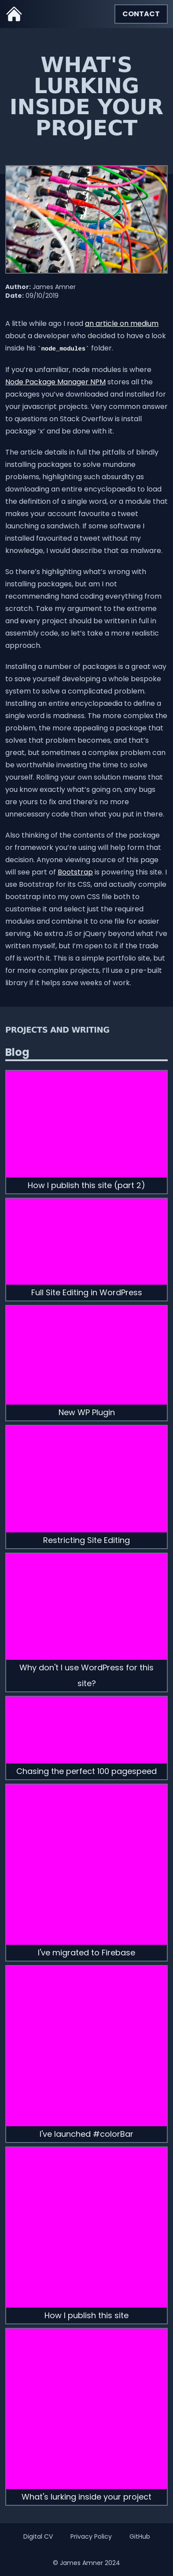 CONTACT
WHAT'S
LURKING
INSIDE YOUR
PROJECT
Author: James Amner
Date: 09/10/2019
A little while ago I read an article on medium
about a developer who decided to have a look
inside his `node_modules` folder.
If you're unfamiliar, node modules is where
Node Package Manager NPM stores all the
packages you've downloaded and installed for
your javascript projects. Very common answer
to questions on Stack Overflow is just install
package 'x' and be done with it.
The article details in full the pitfalls of blindly
installing packages to solve mundane
problems, highlighting such absurdity as
downloading an entire encyclopaedia to load
the definition of a single word, or a module that
makes your account favourite a tweet
launching a sandwich. If some software I
installed favourited a tweet without my
knowledge, I would describe that as malware.
So there's highlighting what's wrong with
installing packages, but am I not
recommending hand coding everything from
scratch. Take my argument to the extreme
and every project should be written in full in
assembly code, so let's take a more realistic
approach.
Installing a number of packages is a great way
to save yourself developing a whole bespoke
system to solve a contained problem.
Installing an entire encyclopaedia to define a
single word is madness. The more complex the
problem, the more appealing a package that
solves that problem becomes, and that's
great, but sometimes a complex problem can
be worthwhile investing the time to solve
yourself. Rolling your own solution means that
you know exactly what's going on, any bugs
are yours to fix and there's no more
unnecessary code than what you put in there.
Also thinking of the contents of the package
or framework you're using will help form that
decision. Anyone viewing source of this page
will see part of Bootstrap is powering this site. I
use Bootstrap for its CSS, and actually compile
bootstrap into my own CSS file both to
customise it and select just the required
modules and combine it to one file for easier
serving. No extra JS or jQuery beyond what I've
written myself, but I'm open to it if the trade
off is worth it. This is a simple portfolio site, but
for more complex projects, I'll use a pre-built
library if it helps save weeks of work.
PROJECTS AND WRITING
Blog
How I publish this site (part 2)
Full Site Editing in WordPress
New WP Plugin
Restricting Site Editing
Why don't I use WordPress for this
site?
Chasing the perfect 100 pagespeed
I've migrated to Firebase
I've launched #colorBar
How I publish this site
What's lurking inside your project
Digital CV Privacy Policy GitHub
© James Amner 2024